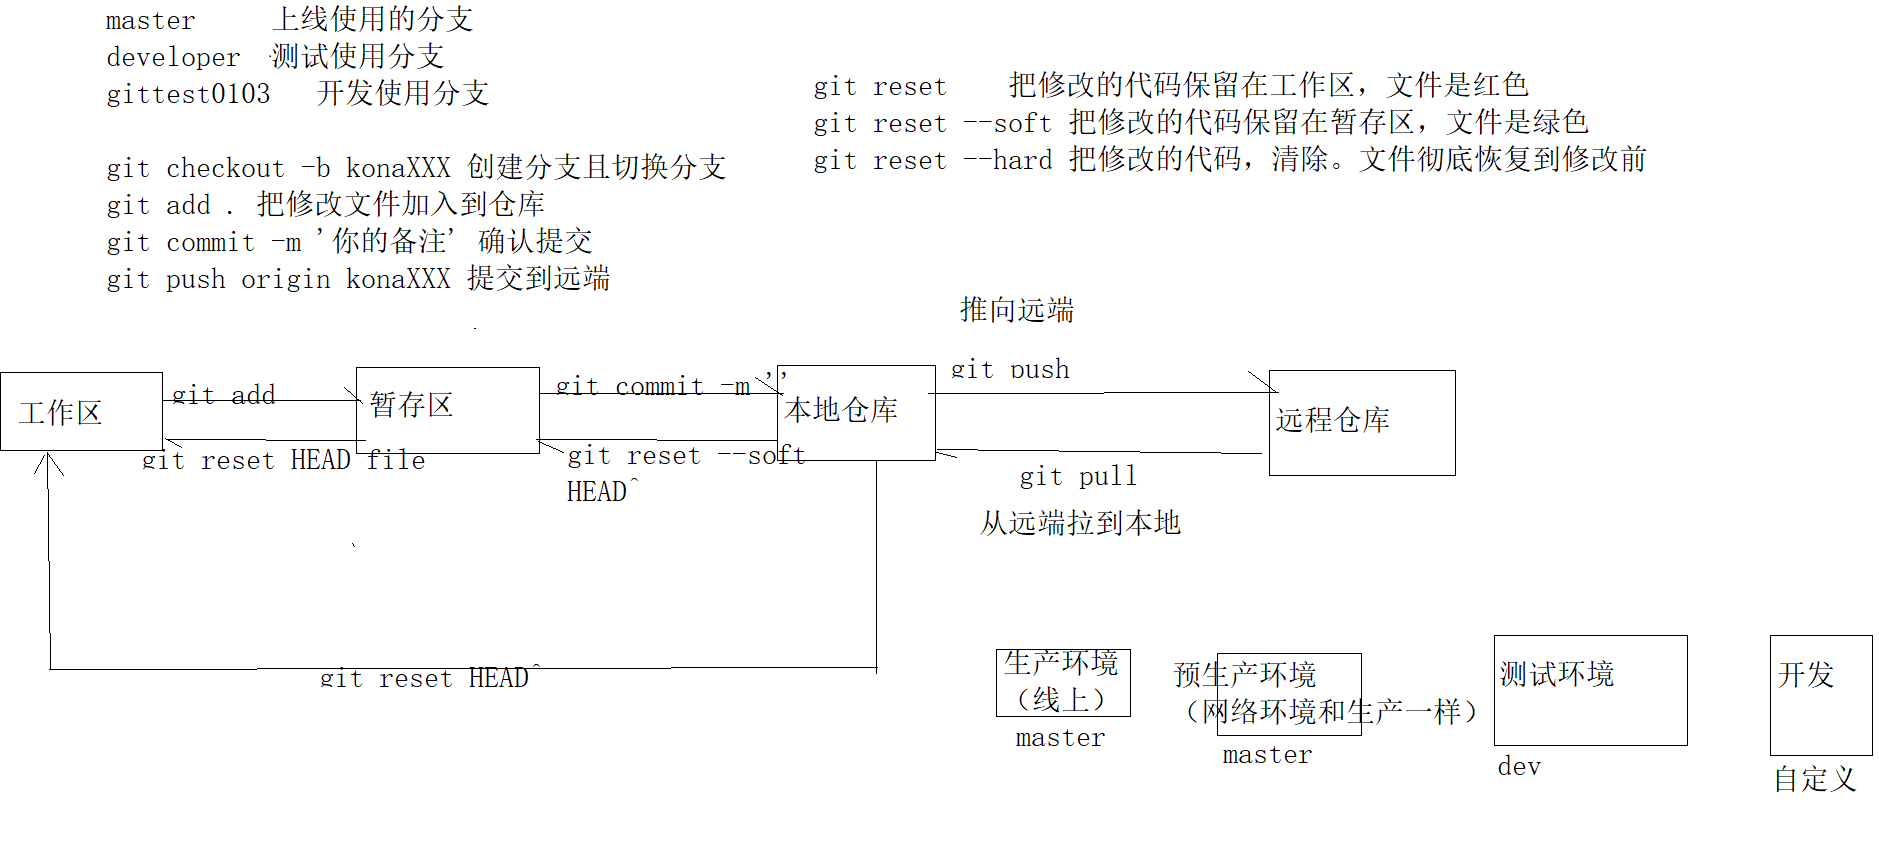 master 上线使用的分支
developer 测试使用分支
gittest0103 开发使用分支
git reset 把修改的代码保留在工作区，文件是红色
git reset --soft 把修改的代码保留在暂存区，文件是绿色
git reset --hard 把修改的代码，清除。文件彻底恢复到修改前
git checkout -b konaXXX 创建分支且切换分支
git add . 把修改文件加入到仓库
git commit -m '你的备注' 确认提交
git push origin konaXXX 提交到远端
推向远端
工作区
git add
暂存区
git commit -m ''
本地仓库
git push
远程仓库
git reset HEAD file
git reset --soft
HEAD^
git pull
从远端拉到本地
git reset HEAD^
生产环境
（线上）
master
预生产环境
（网络环境和生产一样）
master
测试环境
dev
开发
自定义